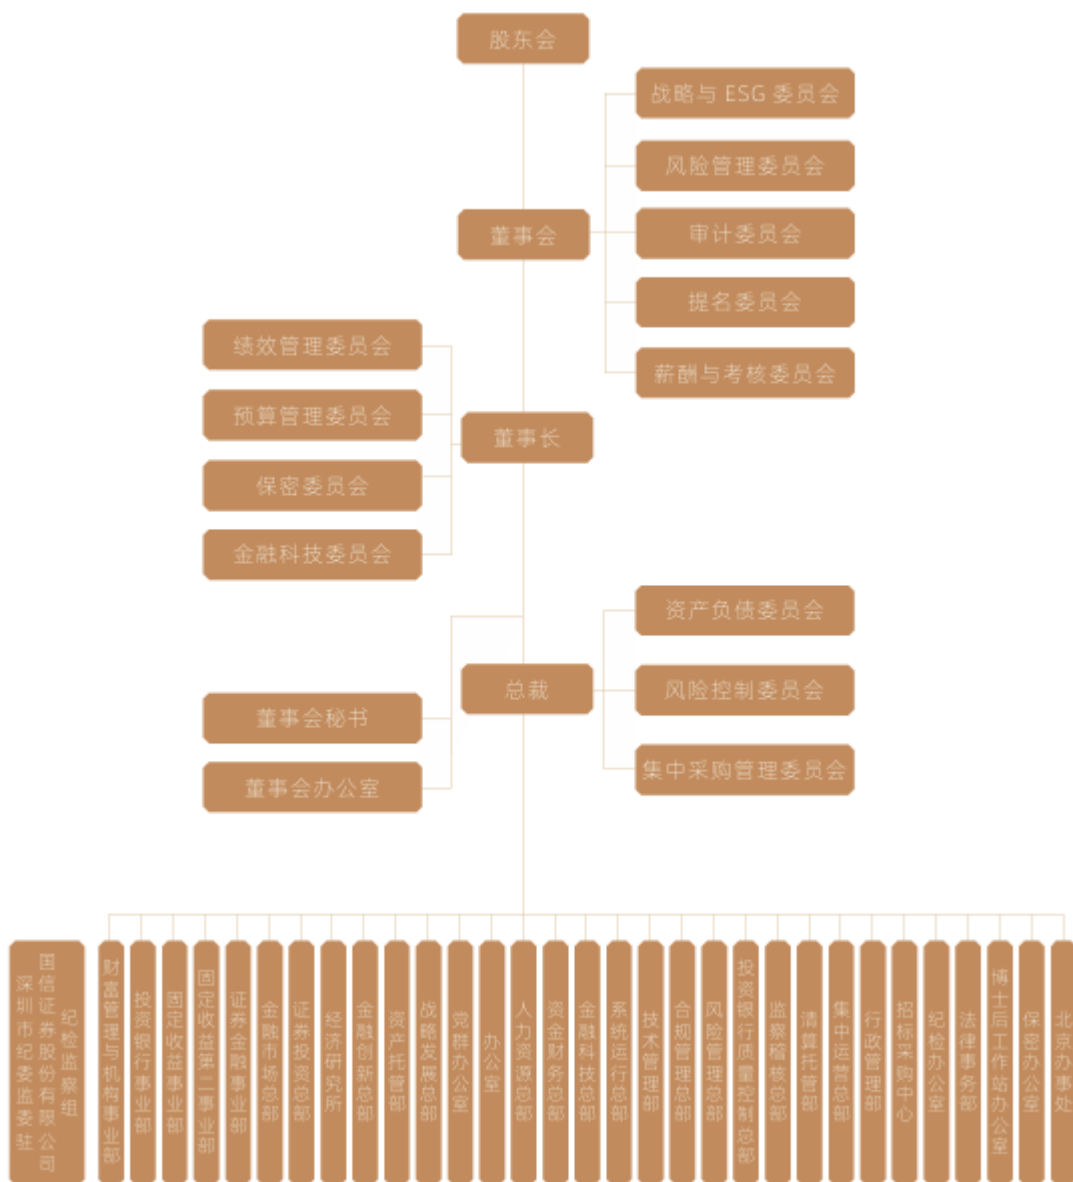 股东会
战略与 ESG 委员会
风险管理委员会
董事会
审计委员会
提名委员会
薪酬与考核委员会
绩效管理委员会
预算管理委员会
董事长
保密委员会
金融科技委员会
资产负债委员会
总裁
风险控制委员会
董事会秘书
集中采购管理委员会
董事会办公室
深圳市纪委监委驻
国信证券股份有限公司
纪检监察组
财富管理与机构事业部
投资银行事业部
固定收益事业部
固定收益第二事业部
证券金融事业部
金融市场总部
证券投资总部
经济研究所
金融创新总部
资产托管部
战略发展总部
党群办公室
办公室
人力资源总部
资金财务总部
金融科技总部
系统运行总部
技术管理部
合规管理总部
风险管理总部
投资银行质量控制总部
监察稽核总部
清算托管部
集中运营总部
行政管理部
招标采购中心
纪检办公室
法律事务部
博士后工作站办公室
保密办公室
北京办事处